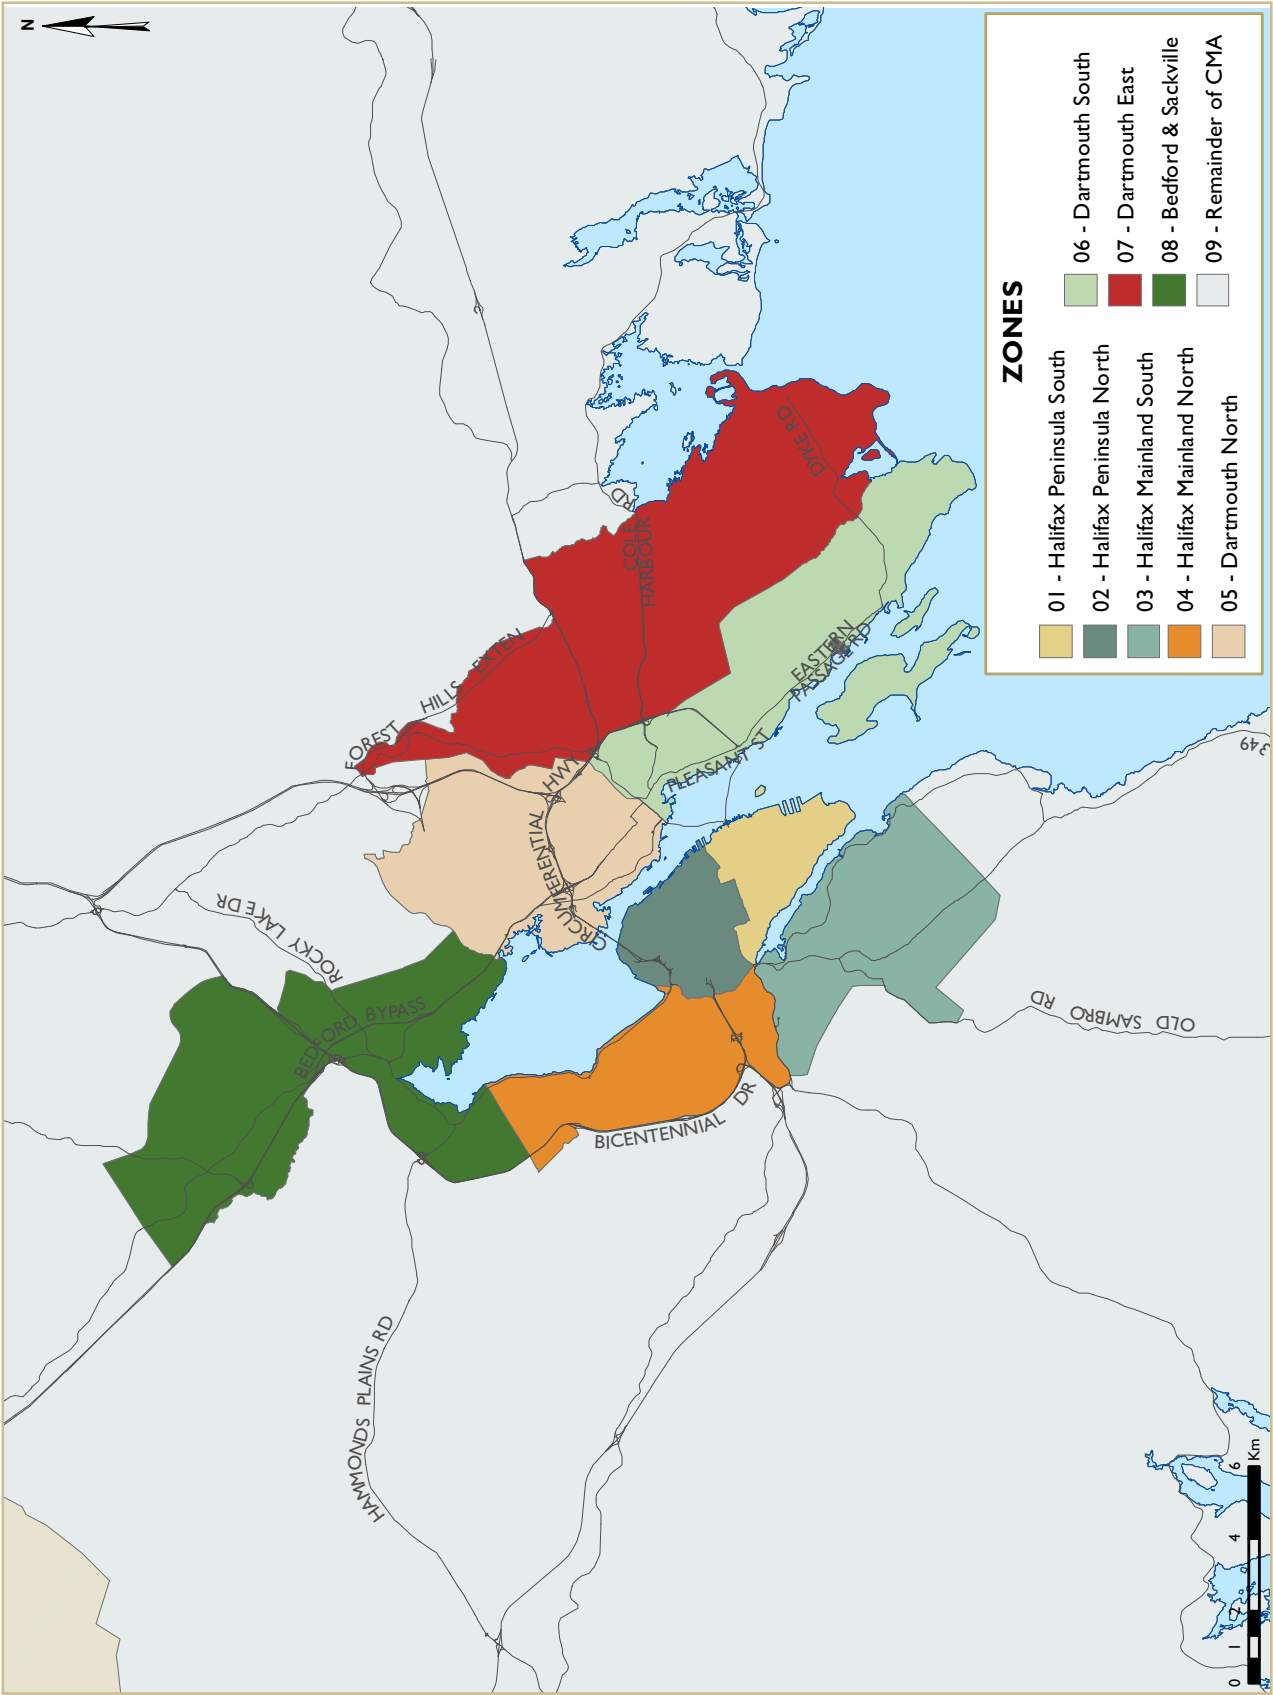 N
ROCKY LAKE DR
FOREST HILLS EXTEN
BEDFORD BYPASS
CIRCUMFERENTIAL HWY
COLE
HARBOUR
RD
DYKE RD
EASTERN
PASSAGE RD
PLEASANT ST
HAMMONDS PLAINS RD
BICENTENNIAL DR
OLD SAMBRO RD
349
ZONES
01 - Halifax Peninsula South
02 - Halifax Peninsula North
03 - Halifax Mainland South
04 - Halifax Mainland North
05 - Dartmouth North
06 - Dartmouth South
07 - Dartmouth East
08 - Bedford & Sackville
09 - Remainder of CMA
0 1 2 4 6
Km